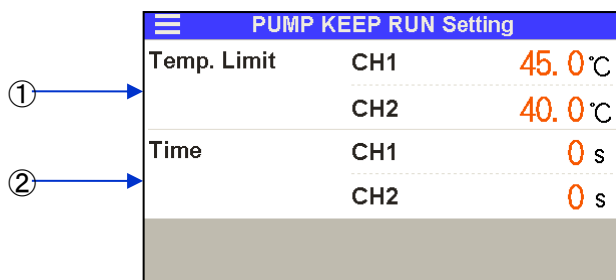 PUMP KEEP RUN Setting
① Temp. Limit CH1 45.0℃
CH2 40.0℃
② Time CH1 0 s
CH2 0 s